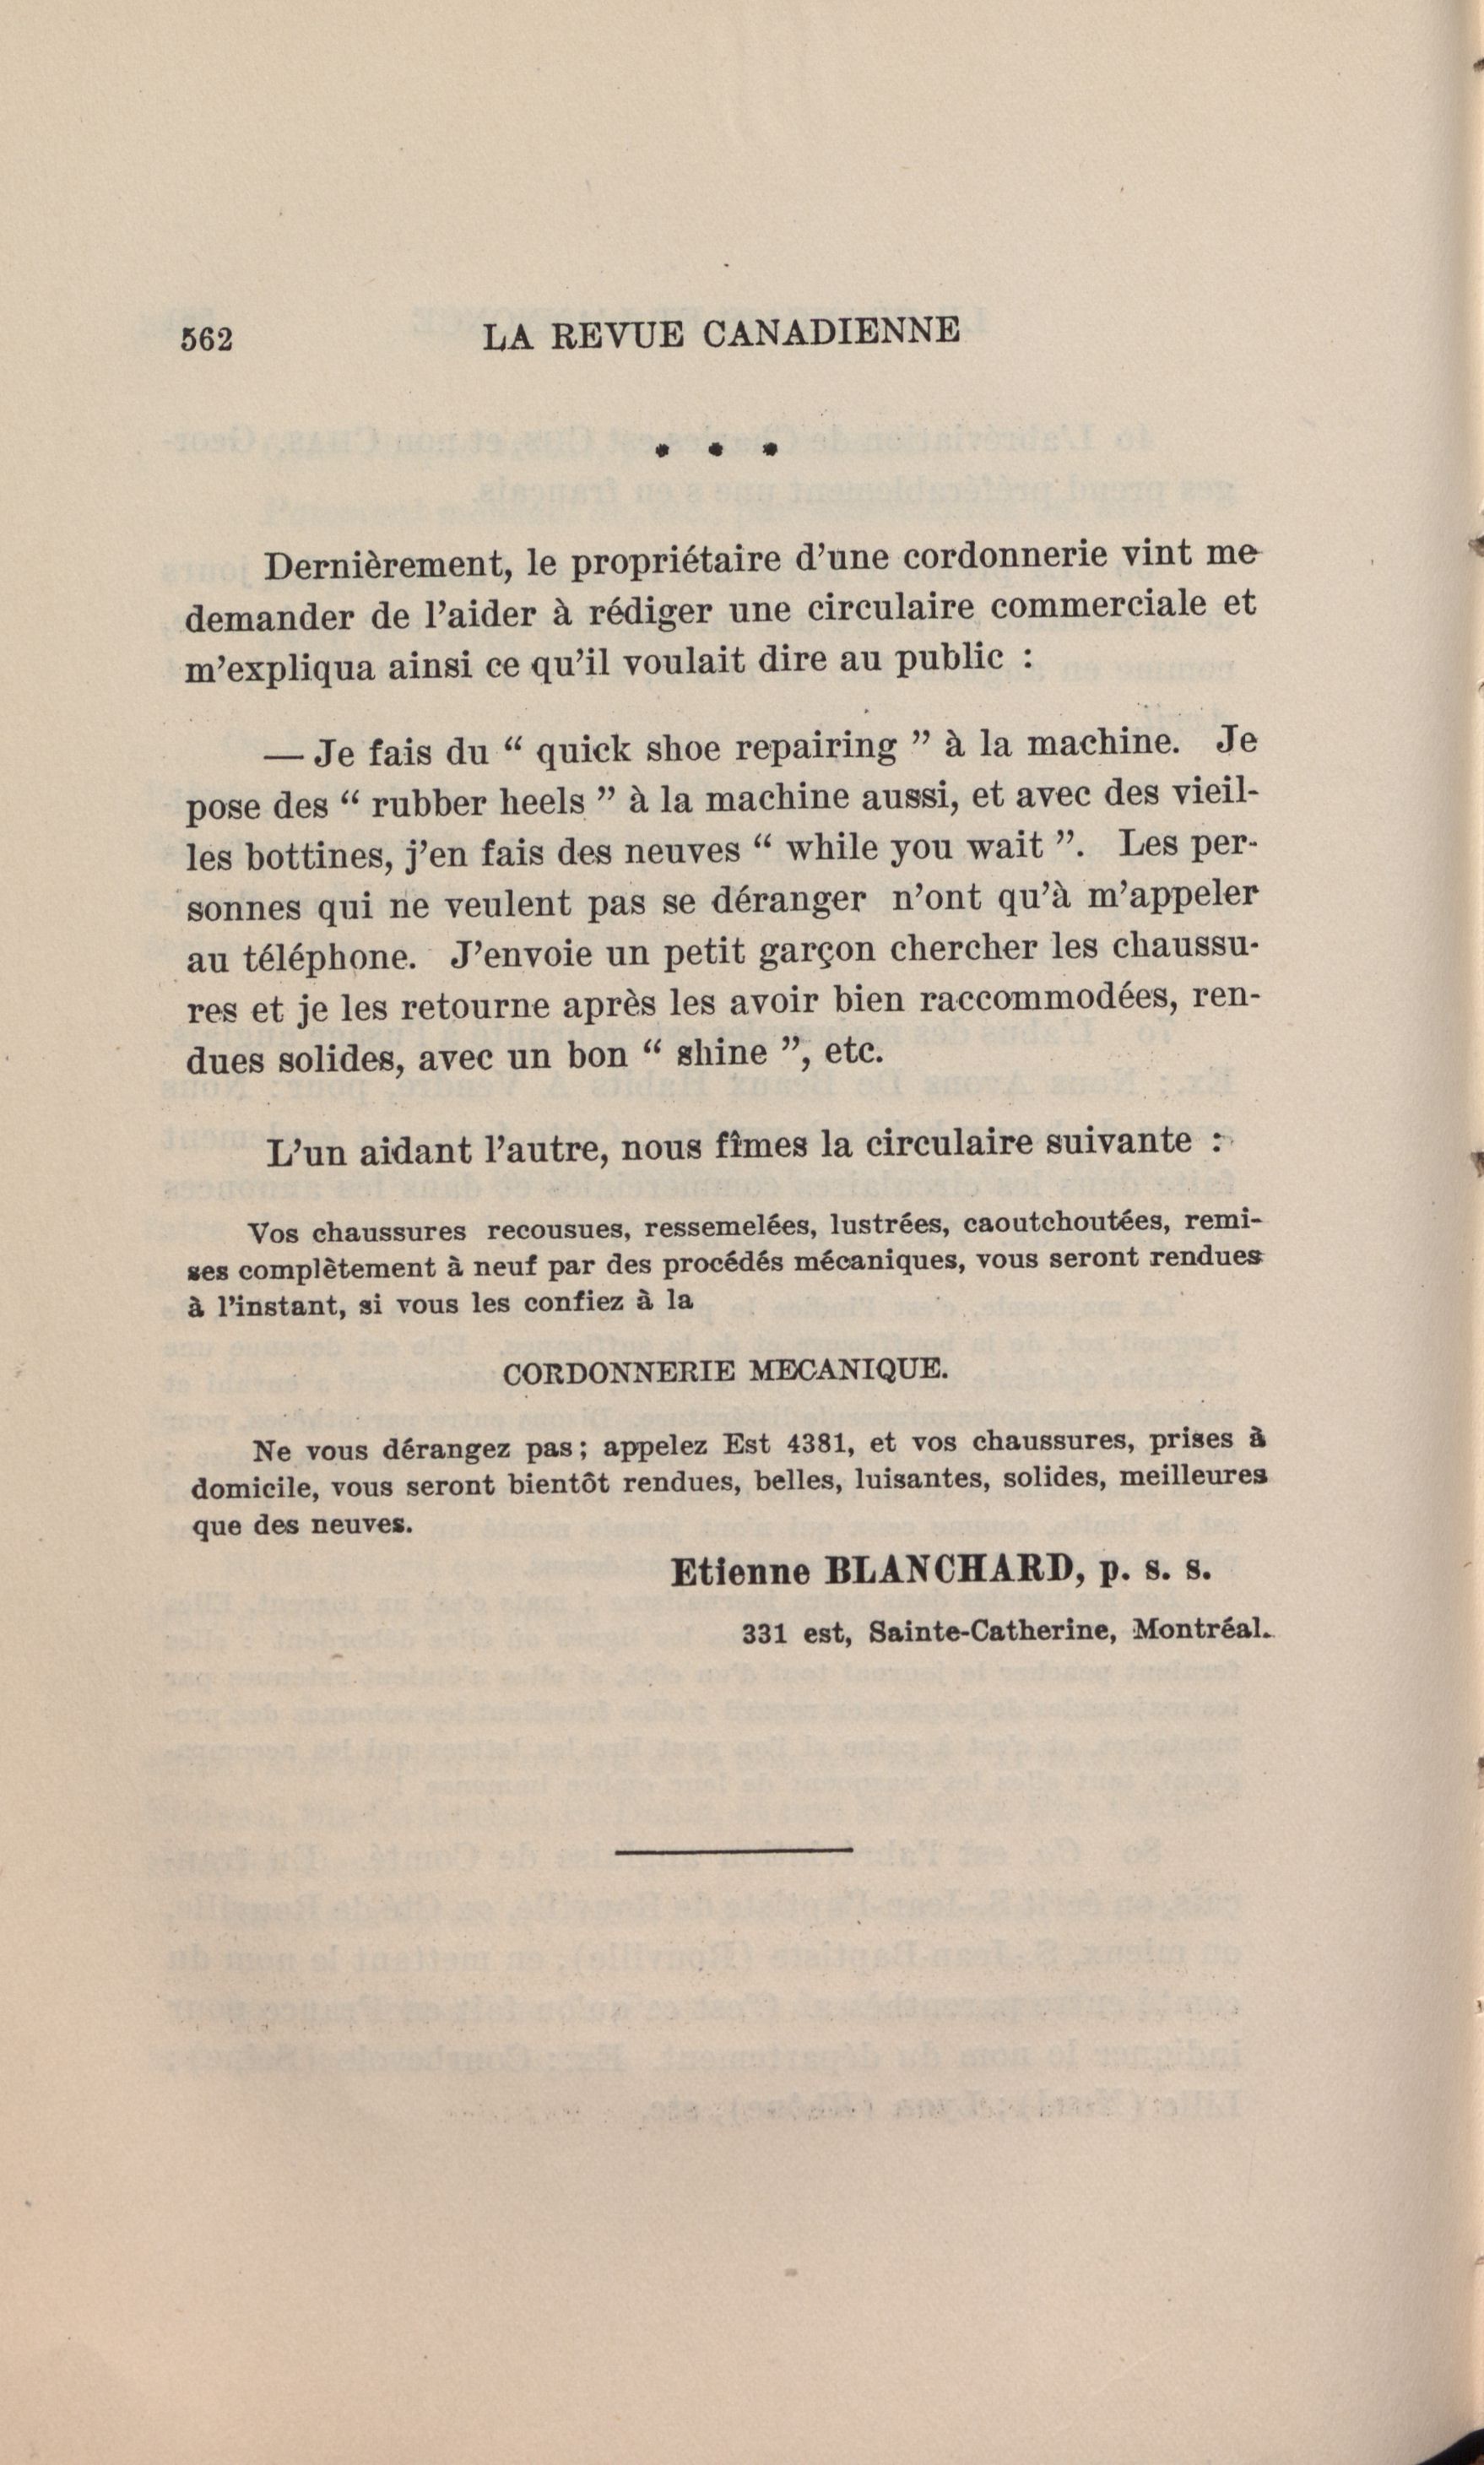 562 LA REVUE CANADIENNE
* * *
Dernièrement, le propriétaire d'une cordonnerie vint me
demander de l'aider à rédiger une circulaire commerciale et
m'expliqua ainsi ce qu'il voulait dire au public :
— Je fais du “ quick shoe repairing ” à la machine. Je
pose des “ rubber heels ” à la machine aussi, et avec des vieil-
les bottines, j'en fais des neuves “ while you wait ”. Les per-
sonnes qui ne veulent pas se déranger n'ont qu'à m'appeler
au téléphone. J'envoie un petit garçon chercher les chaussu-
res et je les retourne après les avoir bien raccommodées, ren-
dues solides, avec un bon “ shine ”, etc.
L'un aidant l'autre, nous fîmes la circulaire suivante :
Vos chaussures recousues, ressemelées, lustrées, caoutchoutées, remi-
ses complètement à neuf par des procédés mécaniques, vous seront rendues
à l'instant, si vous les confiez à la
CORDONNERIE MECANIQUE.
Ne vous dérangez pas ; appelez Est 4381, et vos chaussures, prises à
domicile, vous seront bientôt rendues, belles, luisantes, solides, meilleures
que des neuves.
Etienne BLANCHARD, p. s. s.
331 est, Sainte-Catherine, Montréal.